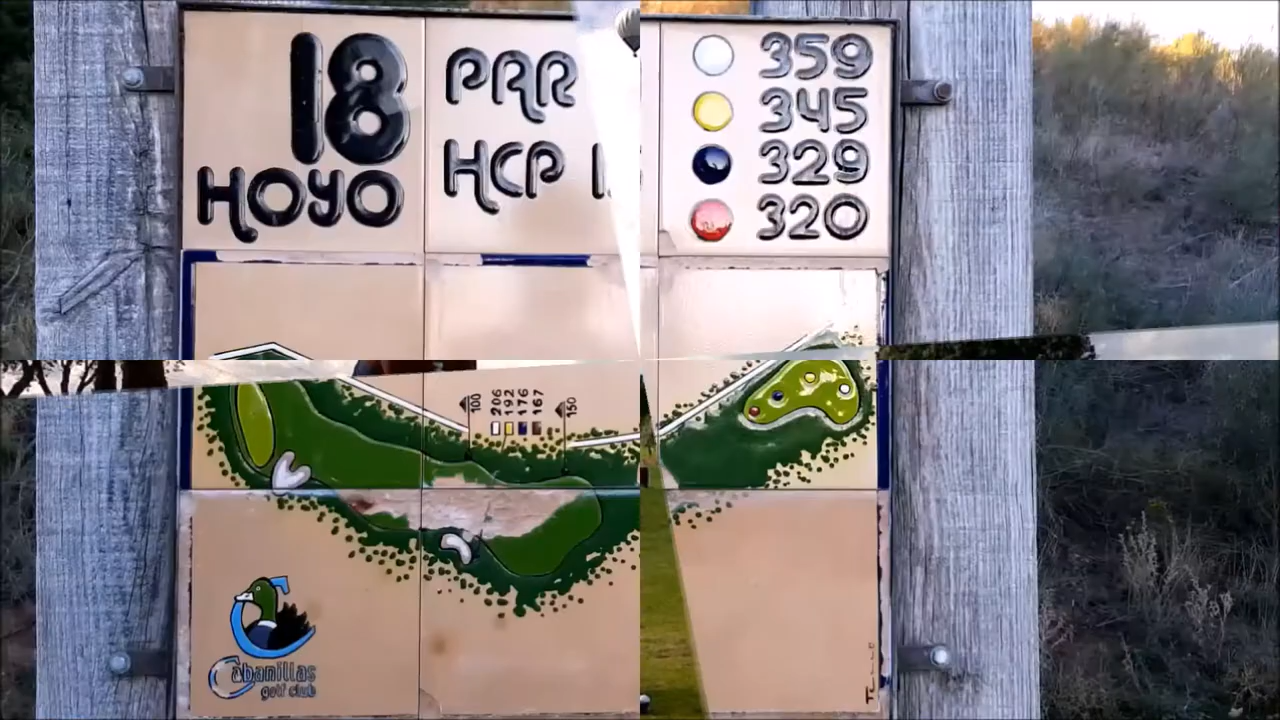 18
HOYO
PAR
HCP
359
345
329
320
100
206
192
176
167
150
Cabanillas
golf club